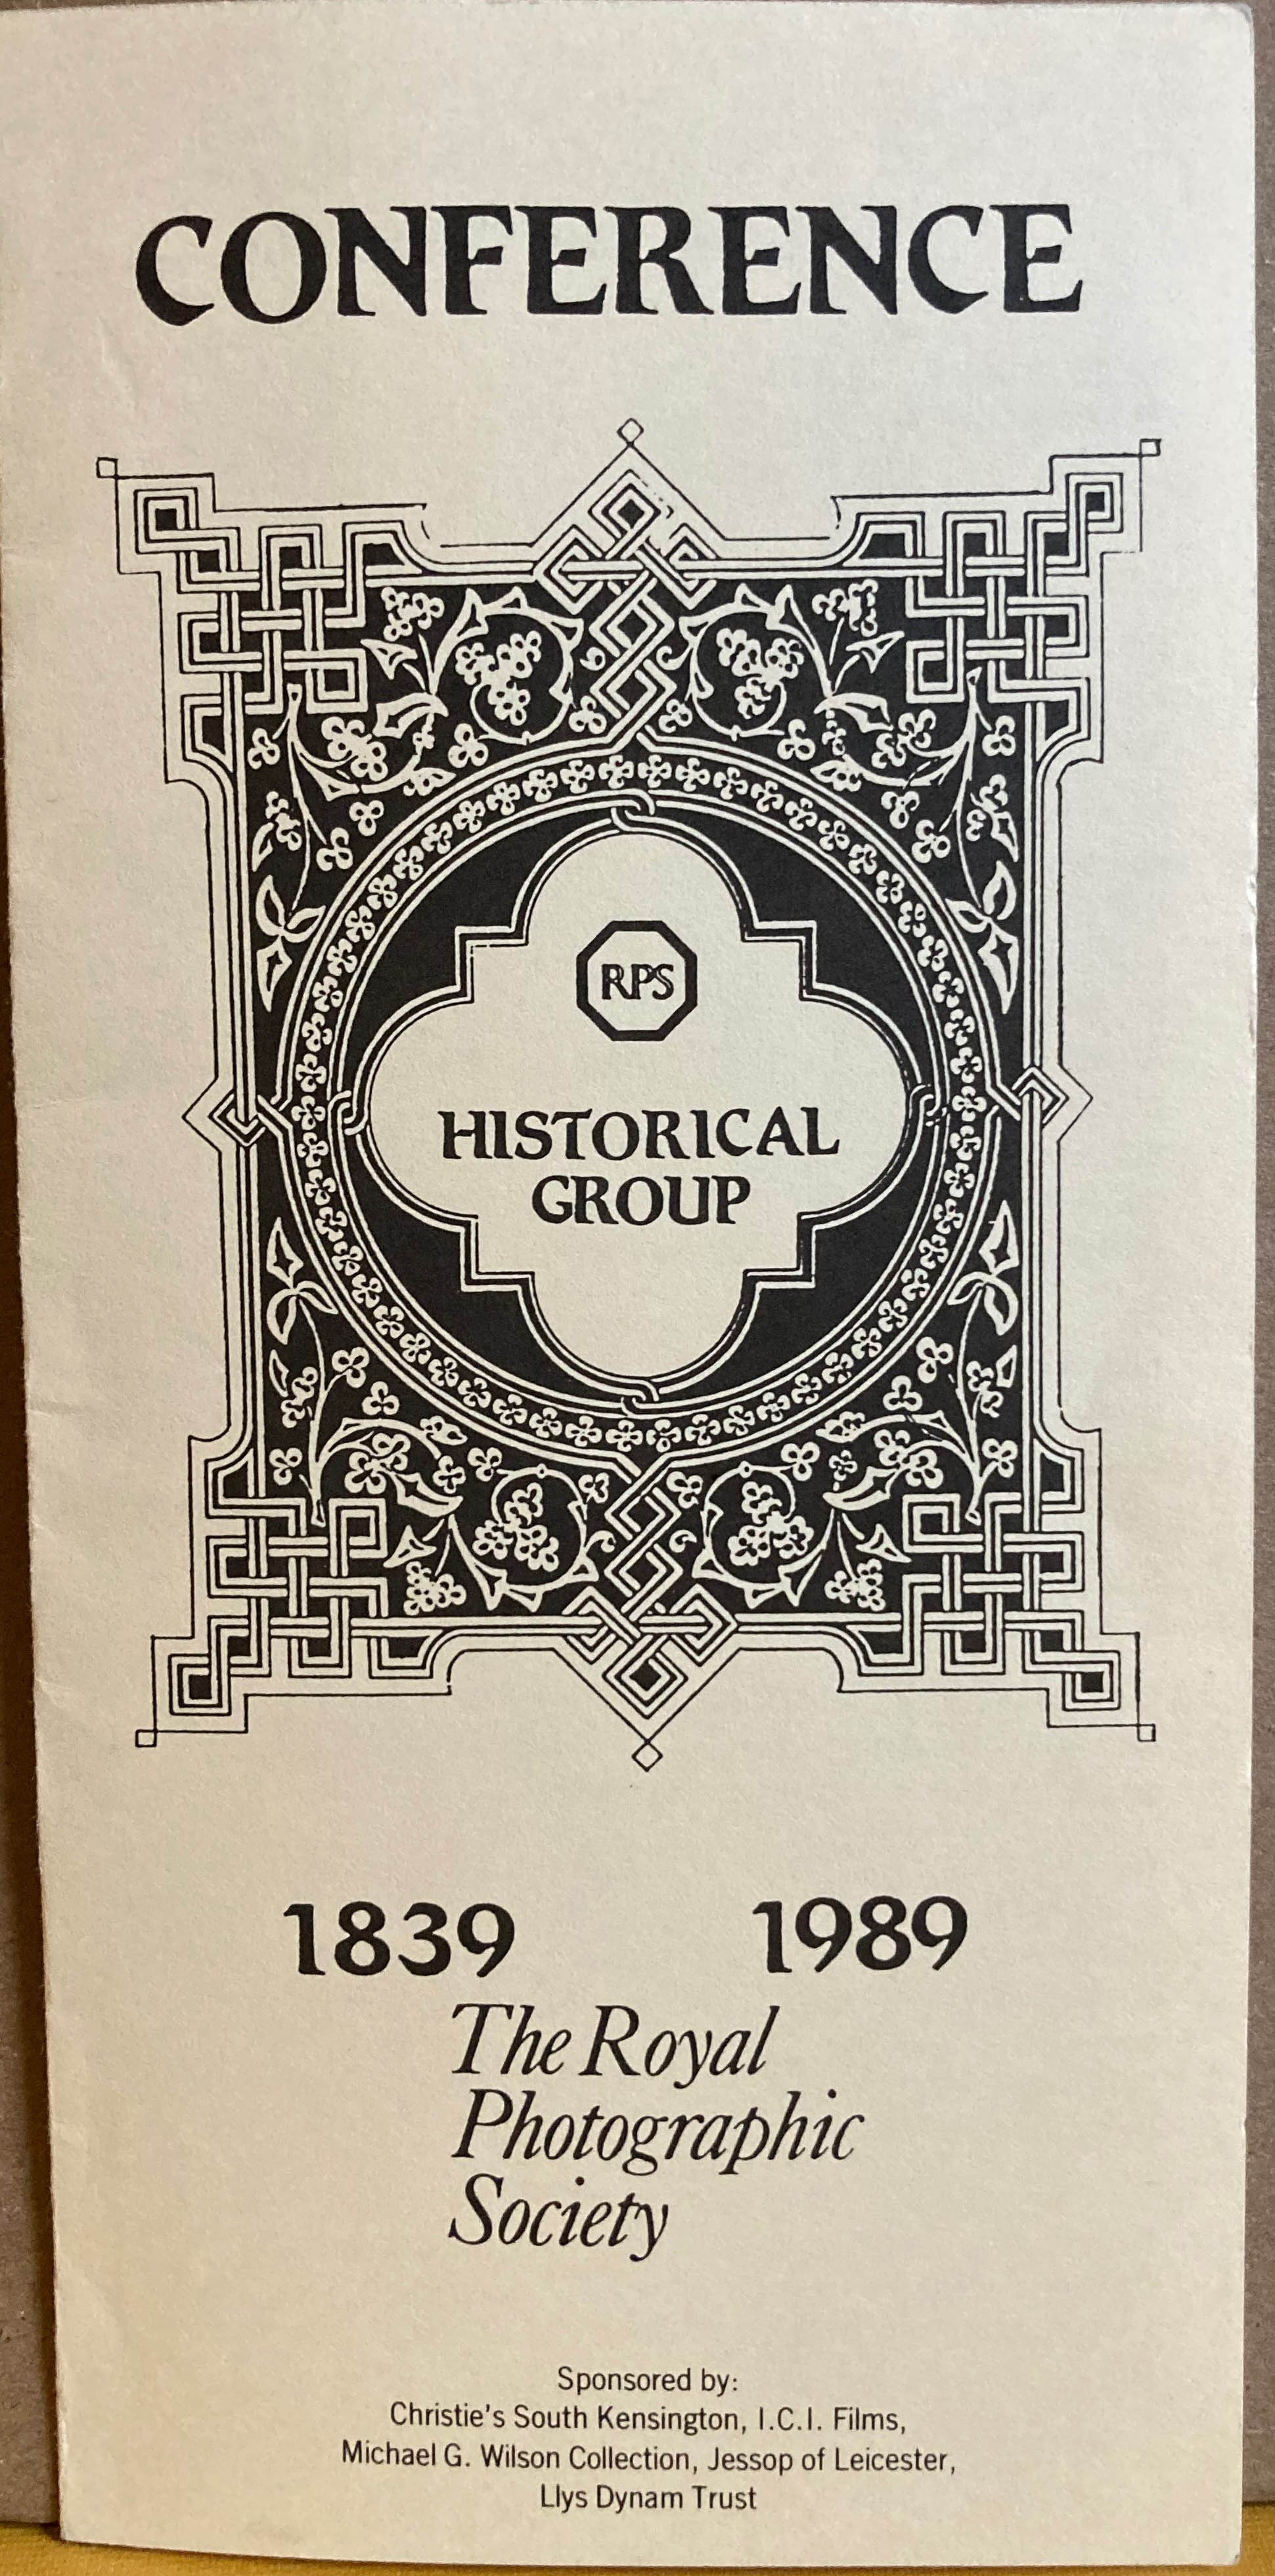 CONFERENCE
RPS
HISTORICAL
GROUP
1839 1989
The Royal
Photographic
Society
Sponsored by:
Christie's South Kensington, I.C.I. Films,
Michael G. Wilson Collection, Jessop of Leicester,
Llys Dynam Trust